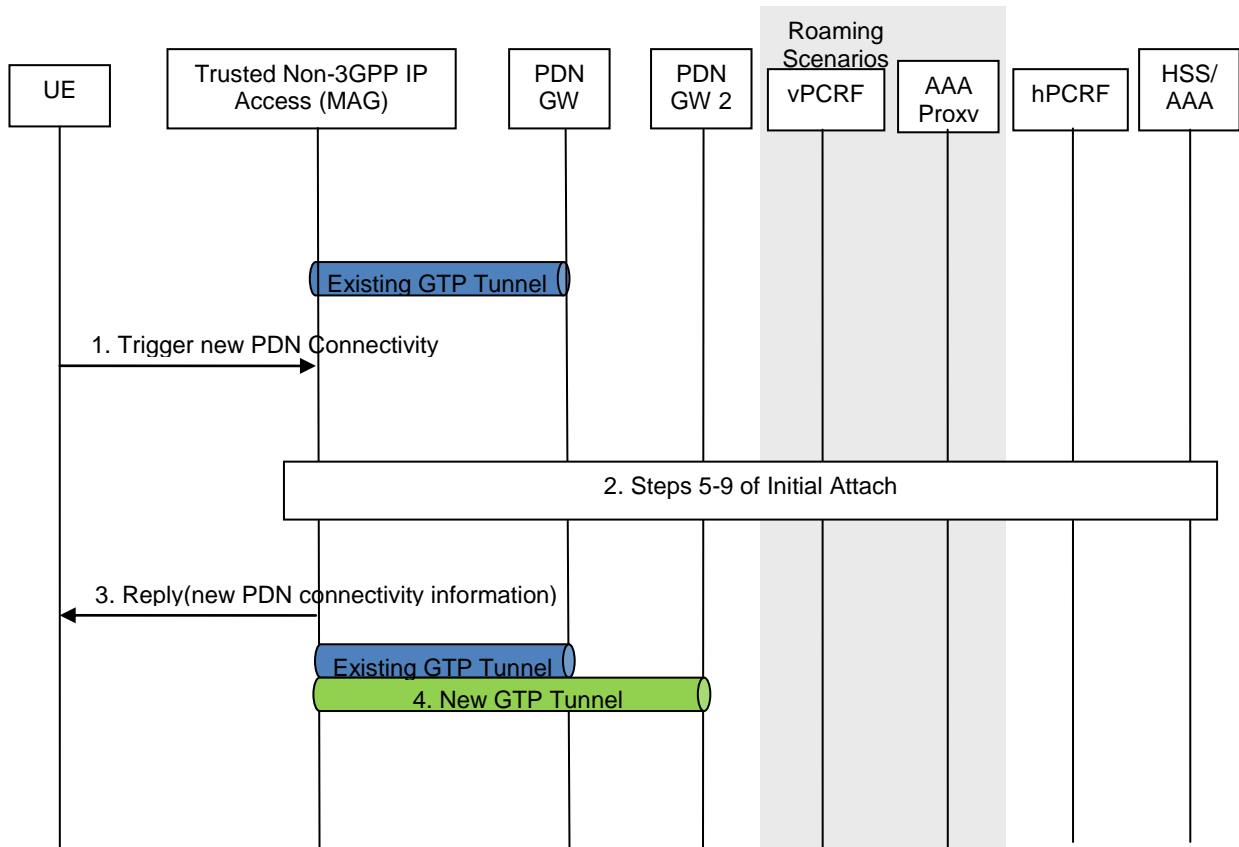 Roaming
Scenarios
UE
Trusted Non-3GPP IP
Access (MAG)
PDN
GW
PDN
GW 2
vPCRF
AAA
Proxv
hPCRF
HSS/
AAA
Existing GTP Tunnel
1. Trigger new PDN Connectivity
2. Steps 5-9 of Initial Attach
3. Reply(new PDN connectivity information)
Existing GTP Tunnel
4. New GTP Tunnel